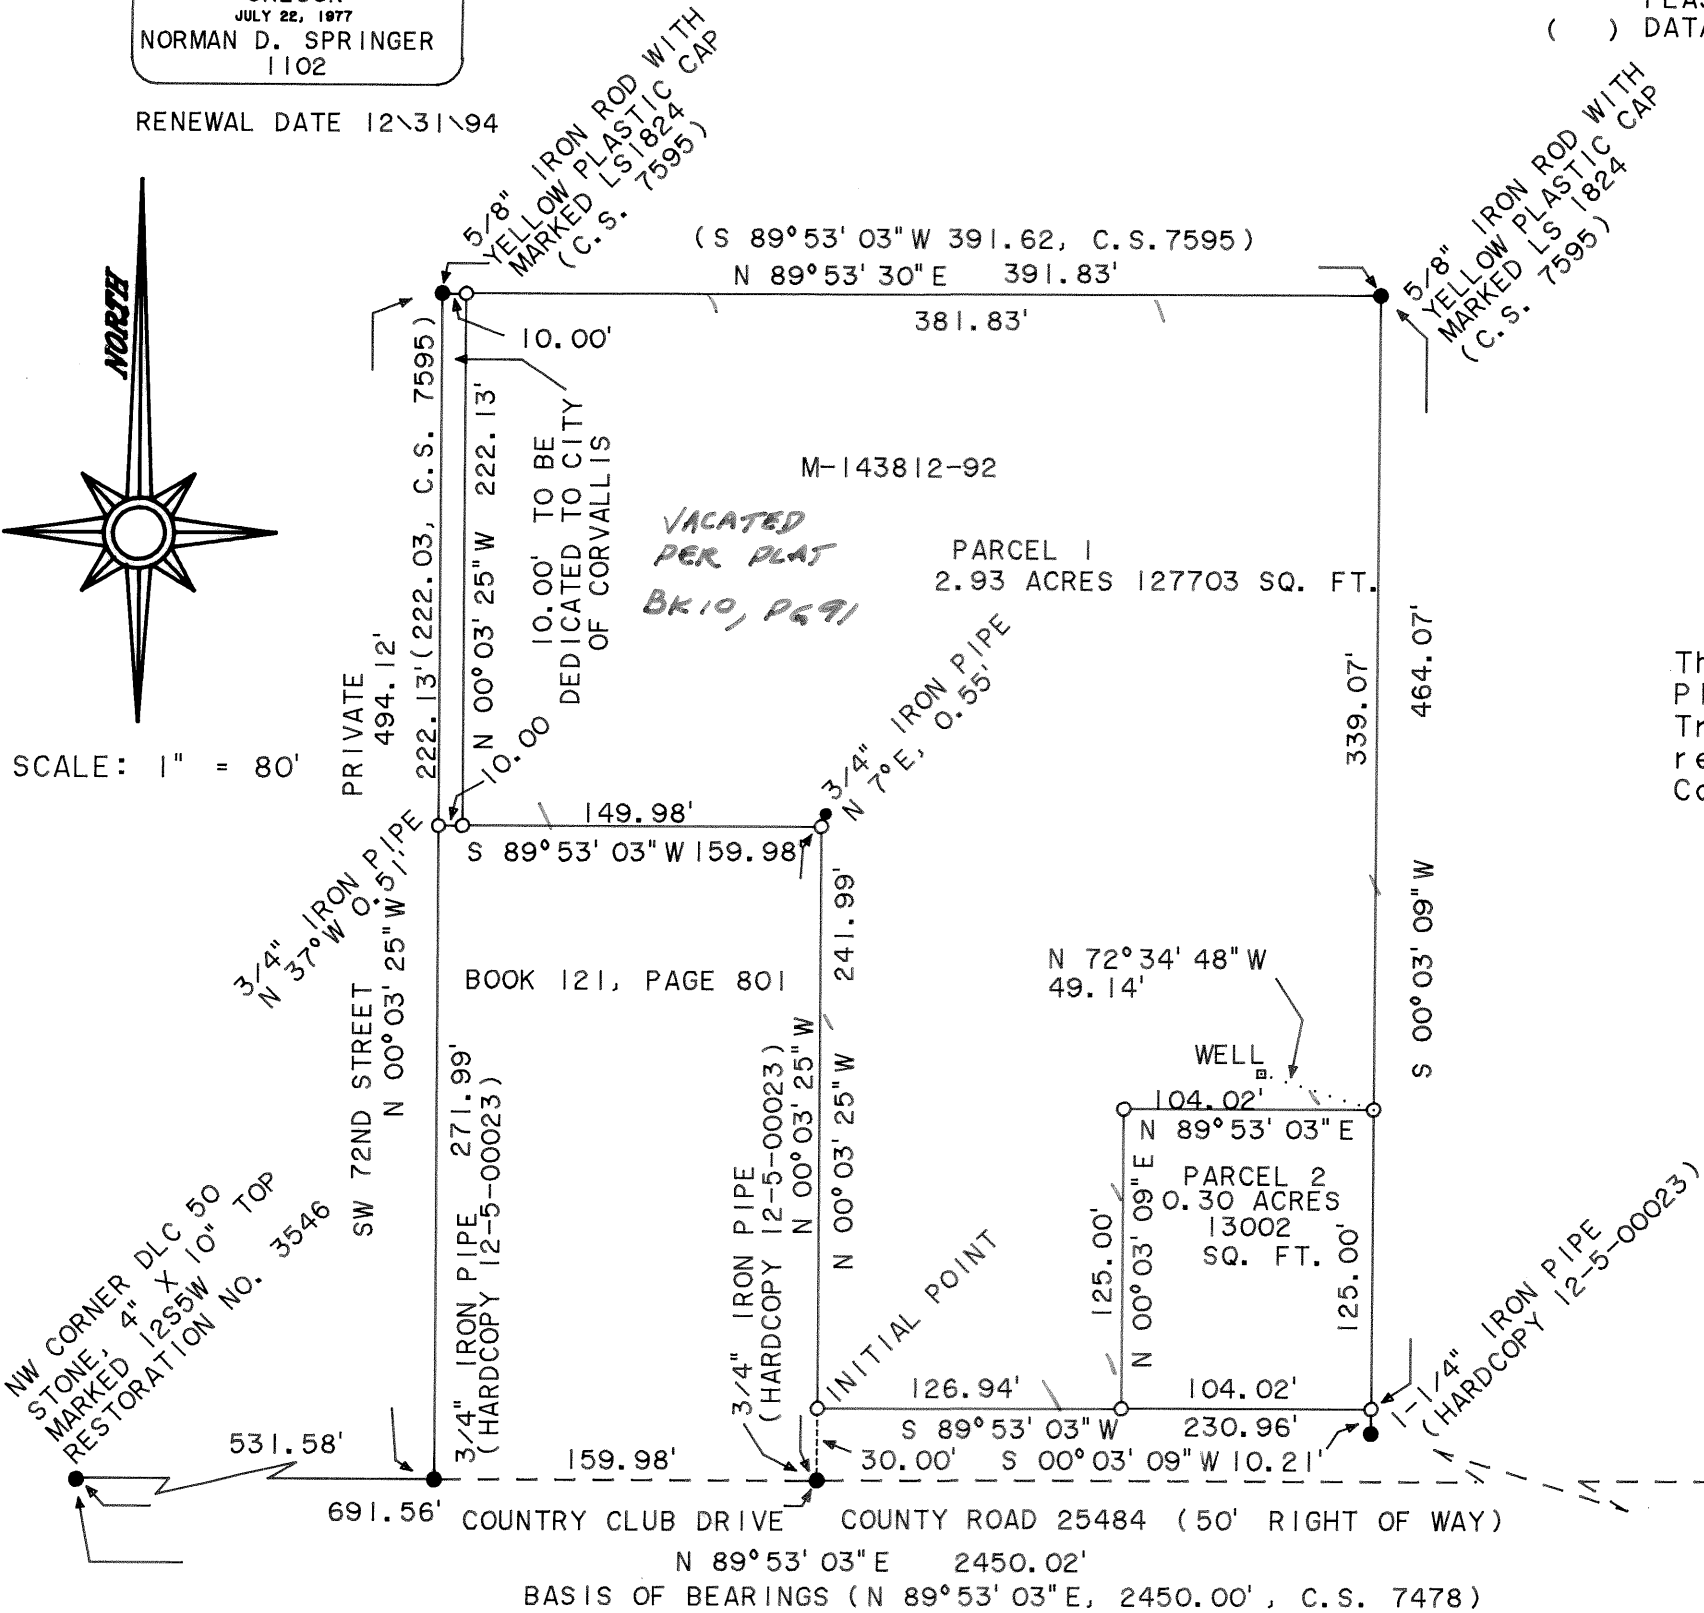 JULY 22, 1977
NORMAN D. SPRINGER
1102
( ) DATA
RENEWAL DATE 12\31\94
NORTH
SCALE: 1" = 80'
5/8" IRON ROD WITH
YELLOW PLASTIC CAP
MARKED LS1824
(C.S. 7595)
(S 89°53'03"W 391.62, C.S.7595)
N 89°53'30"E 391.83'
381.83'
5/8" IRON ROD WITH
YELLOW PLASTIC CAP
MARKED LS 1824
(C.S. 7595)
10.00'
222.13'(222.03, C.S. 7595)
N 00°03'25"W 222.13'
10.00' TO BE
DEDICATED TO CITY
OF CORVALLIS
M-143812-92
VACATED
PER PLAT
BK10, PG91
PARCEL 1
2.93 ACRES 127703 SQ. FT.
PRIVATE
494.12'
10.00
3/4" IRON PIPE
N 7°E, 0.55'
339.07'
464.07'
149.98'
S 89°53'03"W 159.98'
3/4" IRON PIPE
N 37°W 0.51'
SW 72ND STREET
N 00°03'25"W
BOOK 121, PAGE 801
241.99'
N 00°03'25"W
N 00°03'25"W
S 00°03'09"W
N 72°34'48"W
49.14'
WELL
104.02'
N 89°53'03"E
PARCEL 2
0.30 ACRES
13002
SQ. FT.
125.00'
N 00°03'09"E
125.00'
3/4" IRON PIPE 271.99'
(HARDCOPY 12-5-00023)
3/4" IRON PIPE
(HARDCOPY 12-5-00023)
INITIAL POINT
1-1/4" IRON PIPE
(HARDCOPY 12-5-00023)
NW CORNER DLC 50
STONE, 4" X 10" TOP
MARKED 12S5W
RESTORATION NO. 3546
126.94'
104.02'
S 89°53'03"W 230.96'
531.58'
159.98'
30.00' S 00°03'09"W 10.21'
691.56'
COUNTRY CLUB DRIVE COUNTY ROAD 25484 (50' RIGHT OF WAY)
N 89°53'03"E 2450.02'
BASIS OF BEARINGS (N 89°53'03"E, 2450.00', C.S. 7478)